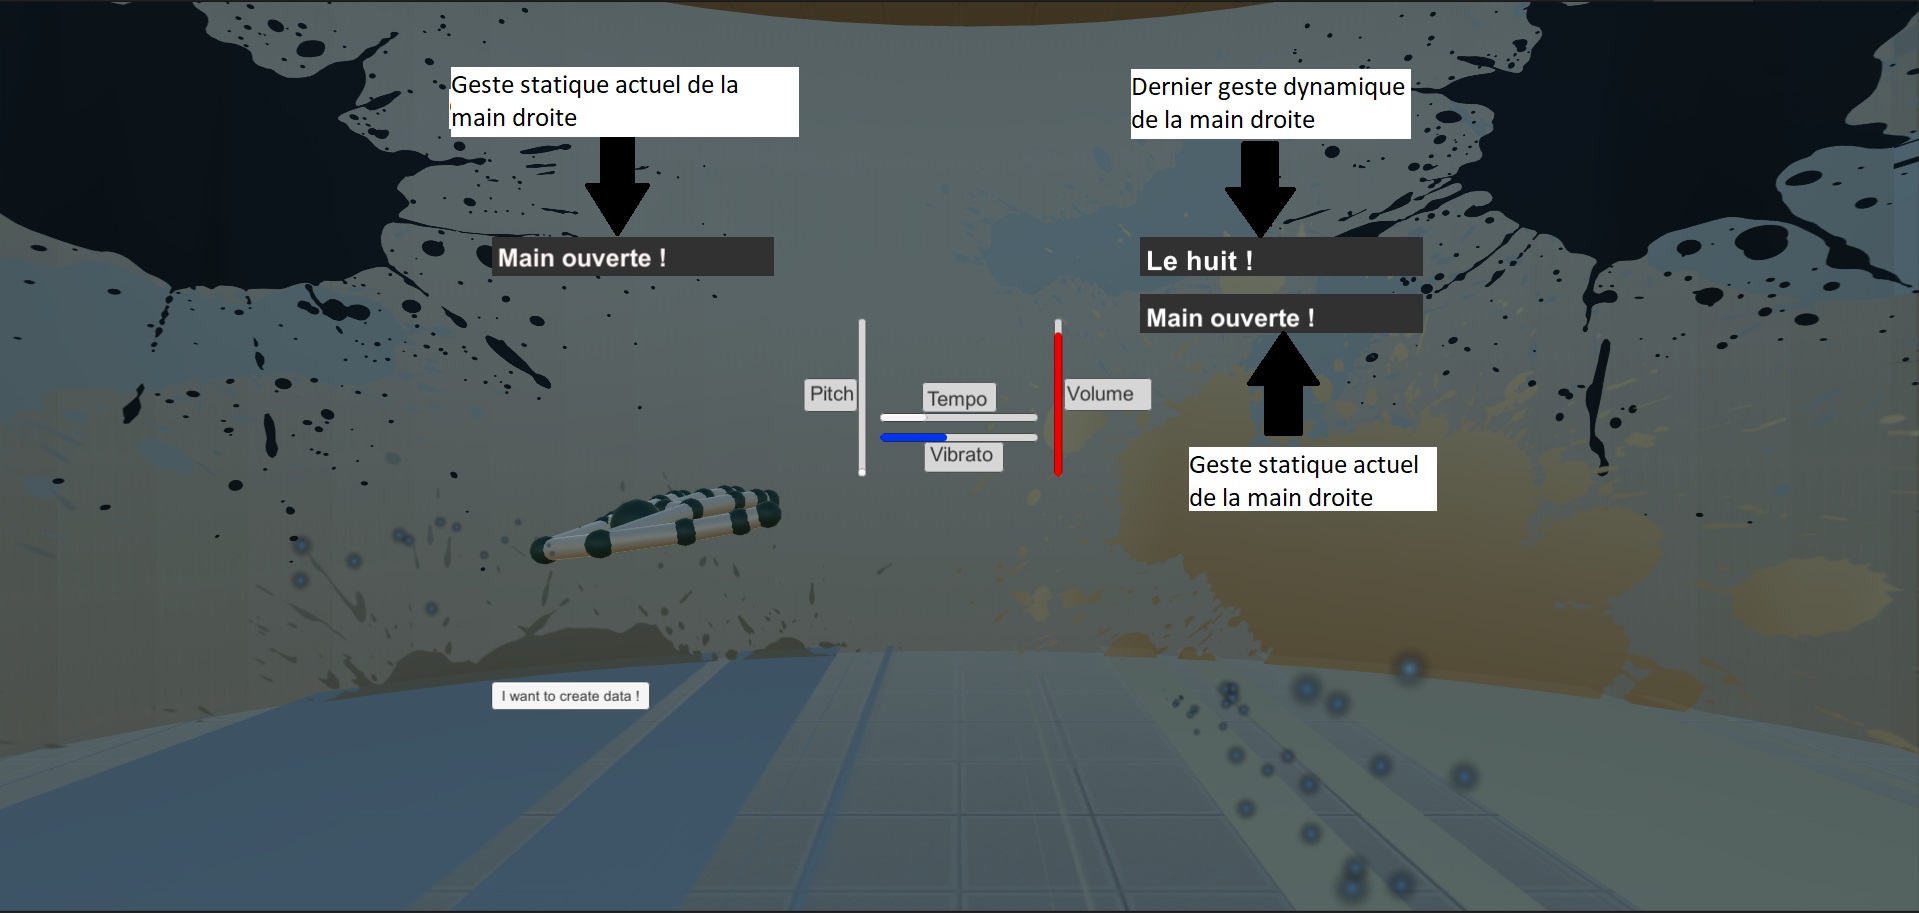 Geste statique actuel de la
main droite
Dernier geste dynamique
de la main droite
Main ouverte !
Le huit !
Main ouverte !
Pitch
Tempo
Volume
Vibrato
Geste statique actuel
de la main droite
I want to create data !